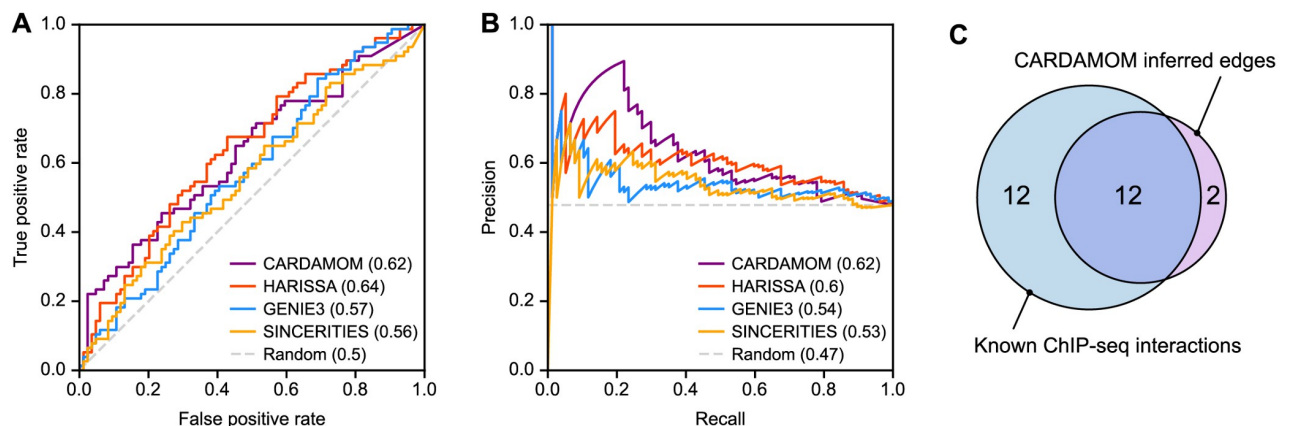 A
True positive rate
1.0
0.8
0.6
0.4
0.2
0.0
CARDAMOM (0.62)
HARISSA (0.64)
GENIE3 (0.57)
SINCERITIES (0.56)
Random (0.5)
0.0 0.2 0.4 0.6 0.8 1.0
False positive rate
B
Precision
1.0
0.8
0.6
0.4
0.2
0.0
CARDAMOM (0.62)
HARISSA (0.6)
GENIE3 (0.54)
SINCERITIES (0.53)
Random (0.47)
0.0 0.2 0.4 0.6 0.8 1.0
Recall
C
CARDAMOM inferred edges
12 12 2
Known ChIP-seq interactions